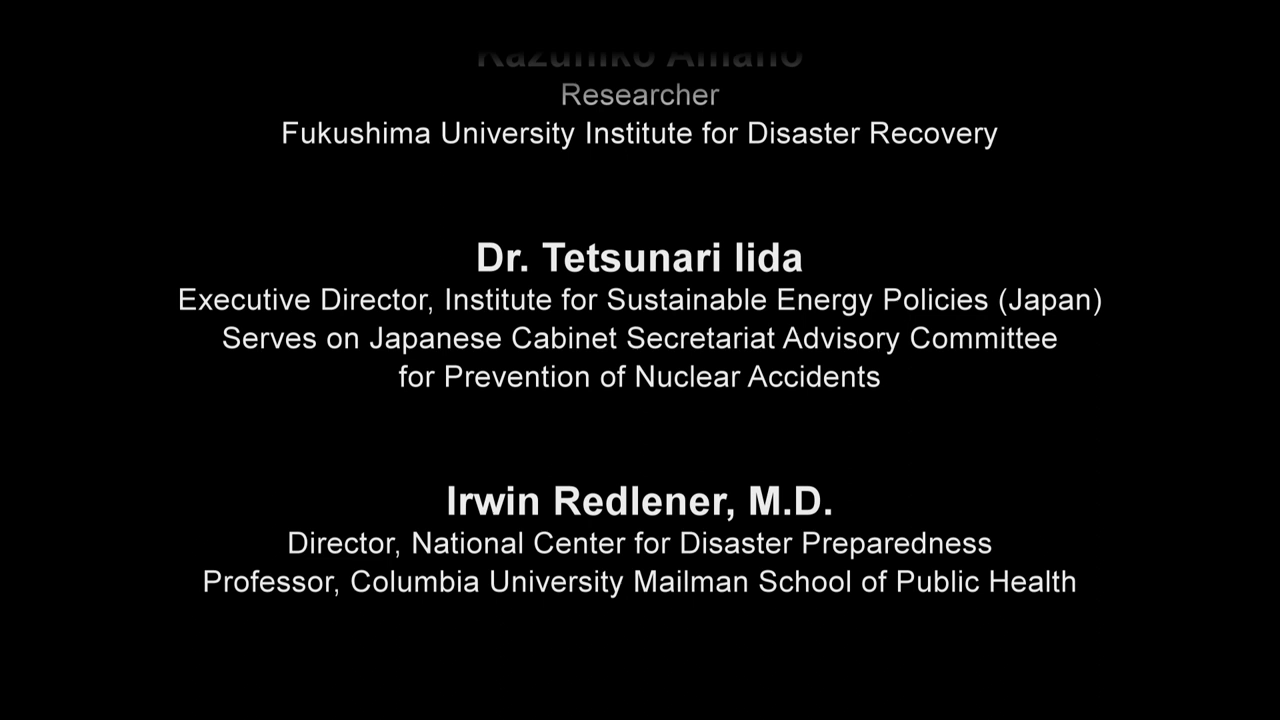 Kazuhiko Amano
Researcher
Fukushima University Institute for Disaster Recovery
Dr. Tetsunari Iida
Executive Director, Institute for Sustainable Energy Policies (Japan)
Serves on Japanese Cabinet Secretariat Advisory Committee
for Prevention of Nuclear Accidents
Irwin Redlener, M.D.
Director, National Center for Disaster Preparedness
Professor, Columbia University Mailman School of Public Health